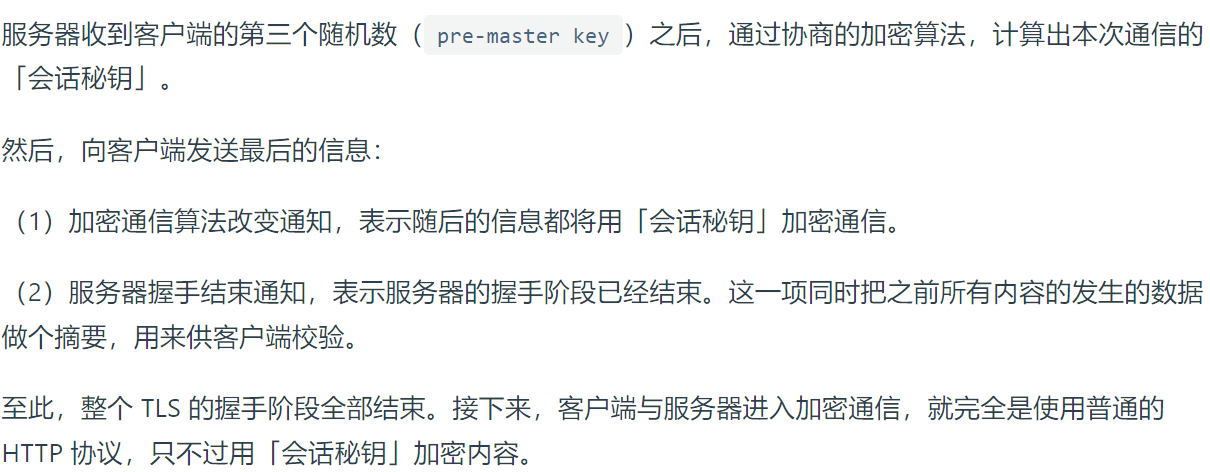 服务器收到客户端的第三个随机数（pre-master key）之后，通过协商的加密算法，计算出本次通信的
「会话秘钥」。
然后，向客户端发送最后的信息：
（1）加密通信算法改变通知，表示随后的信息都将用「会话秘钥」加密通信。
（2）服务器握手结束通知，表示服务器的握手阶段已经结束。这一项同时把之前所有内容的发生的数据
做个摘要，用来供客户端校验。
至此，整个 TLS 的握手阶段全部结束。接下来，客户端与服务器进入加密通信，就完全是使用普通的
HTTP 协议，只不过用「会话秘钥」加密内容。